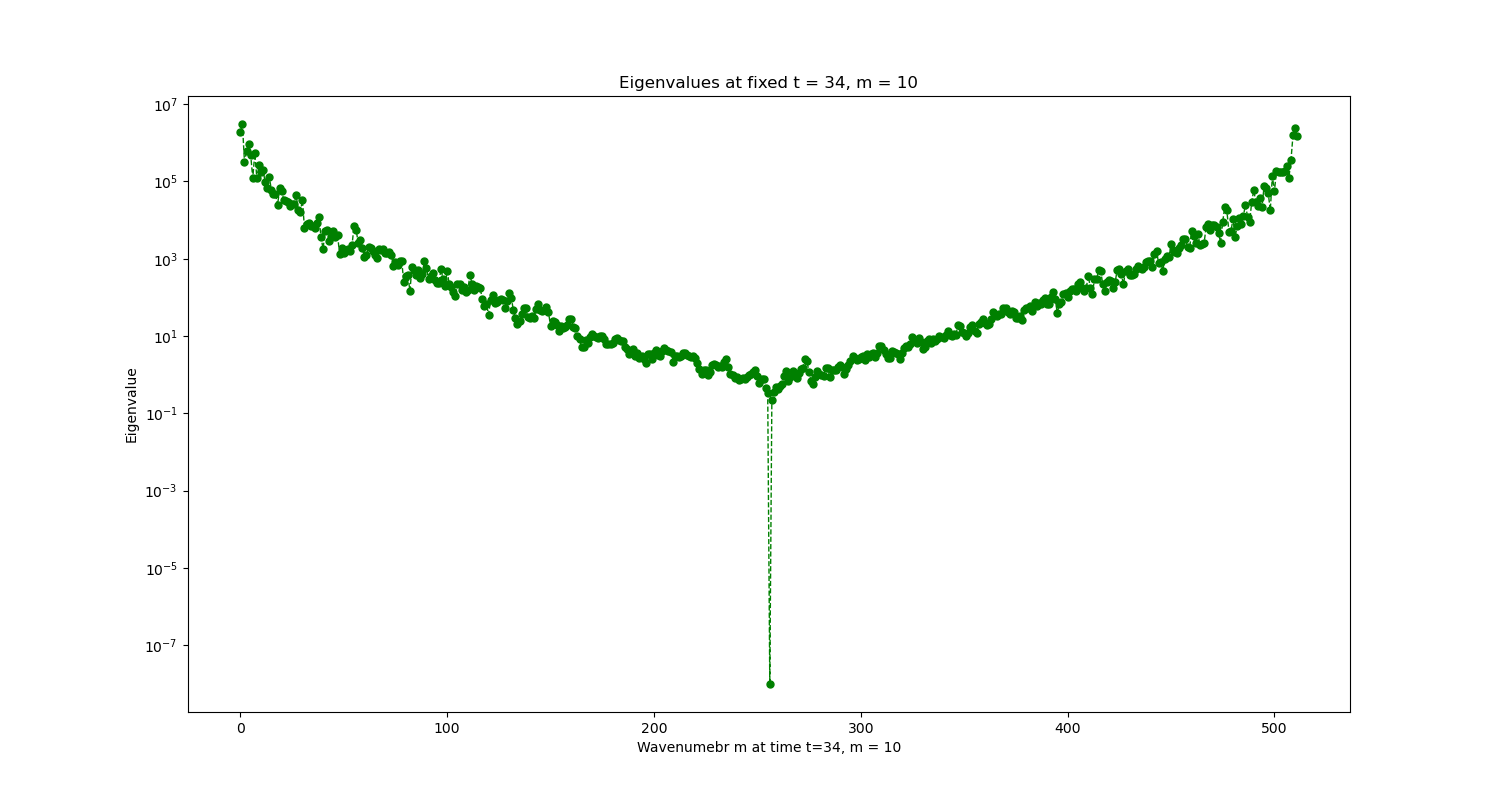 Eigenvalues at fixed t = 34, m = 10
10^7
10^5
10^3
10^1
10^-1
10^-3
10^-5
10^-7
Eigenvalue
0 100 200 300 400 500
Wavenumebr m at time t=34, m = 10